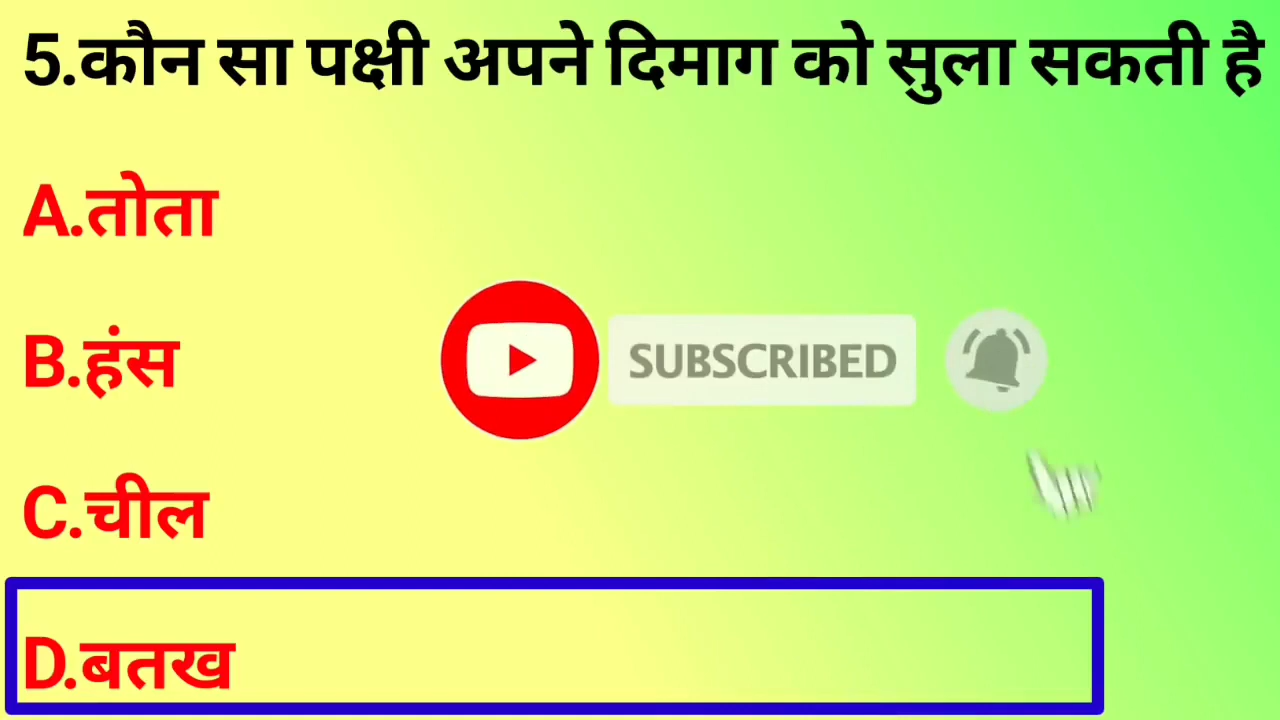 5.कौन सा पक्षी अपने दिमाग को सुला सकती है
A.तोता
B.हंस
SUBSCRIBED
C.चील
D.बतख